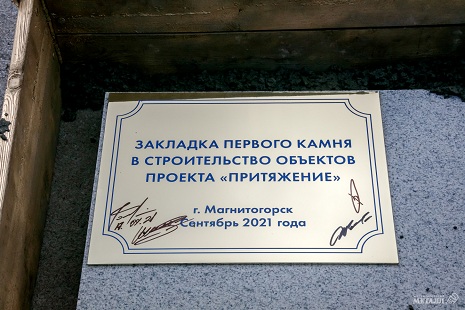 ЗАКЛАДКА ПЕРВОГО КАМНЯ
В СТРОИТЕЛЬСТВО ОБЪЕКТОВ
ПРОЕКТА «ПРИТЯЖЕНИЕ»
г. Магнитогорск
Сентябрь 2021 года